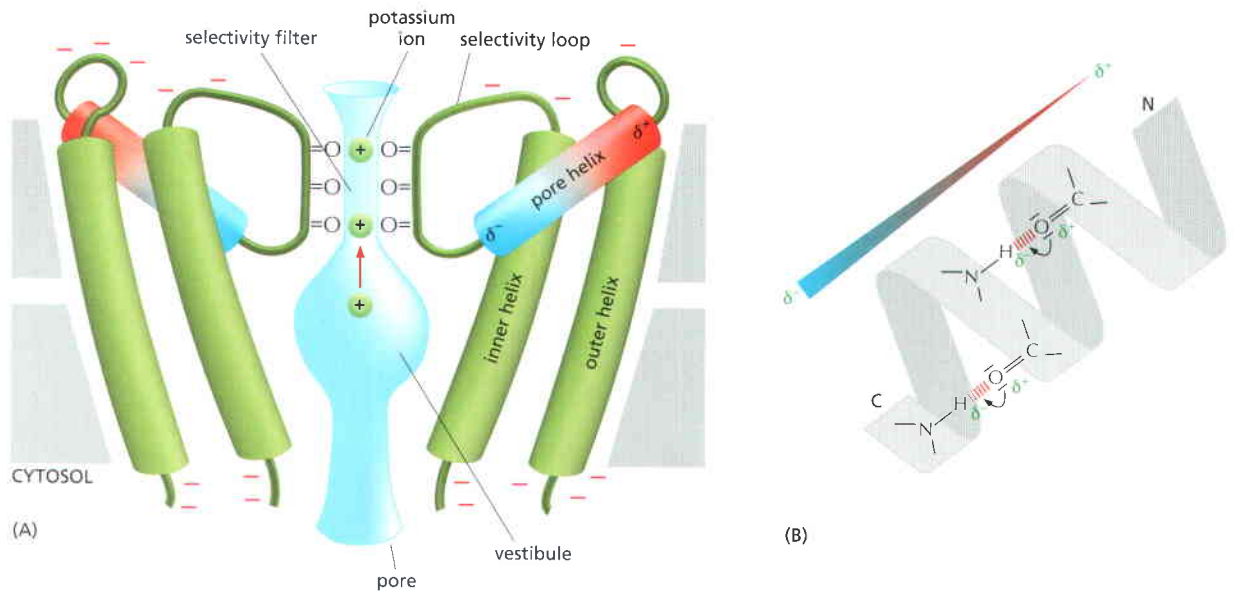 potassium
ion
selectivity filter
selectivity loop
=O + O=
=O O=
=O + O=
+
δ+
pore helix
δ-
inner helix
outer helix
CYTOSOL
(A)
vestibule
pore
δ+
N
C
O
δ+
H
δ-
N
δ-
C
O
δ+
C
H
δ-
N
(B)